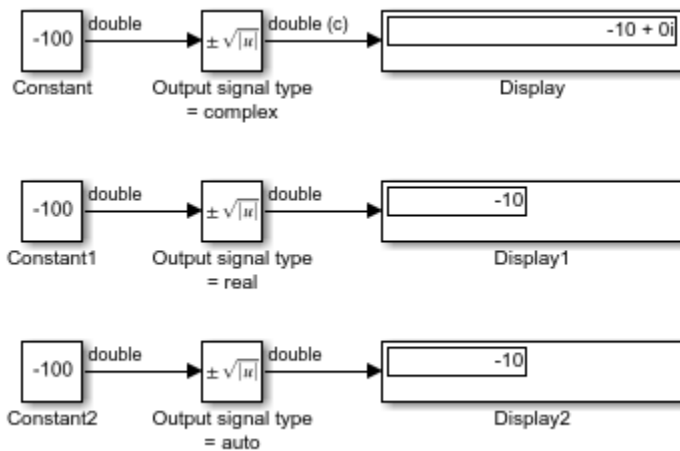 double
double (c)
-100
± √|u|
-10 + 0i
Constant
Output signal type
= complex
Display
double
double
-100
± √|u|
-10
Constant1
Output signal type
= real
Display1
double
double
-100
± √|u|
-10
Constant2
Output signal type
= auto
Display2